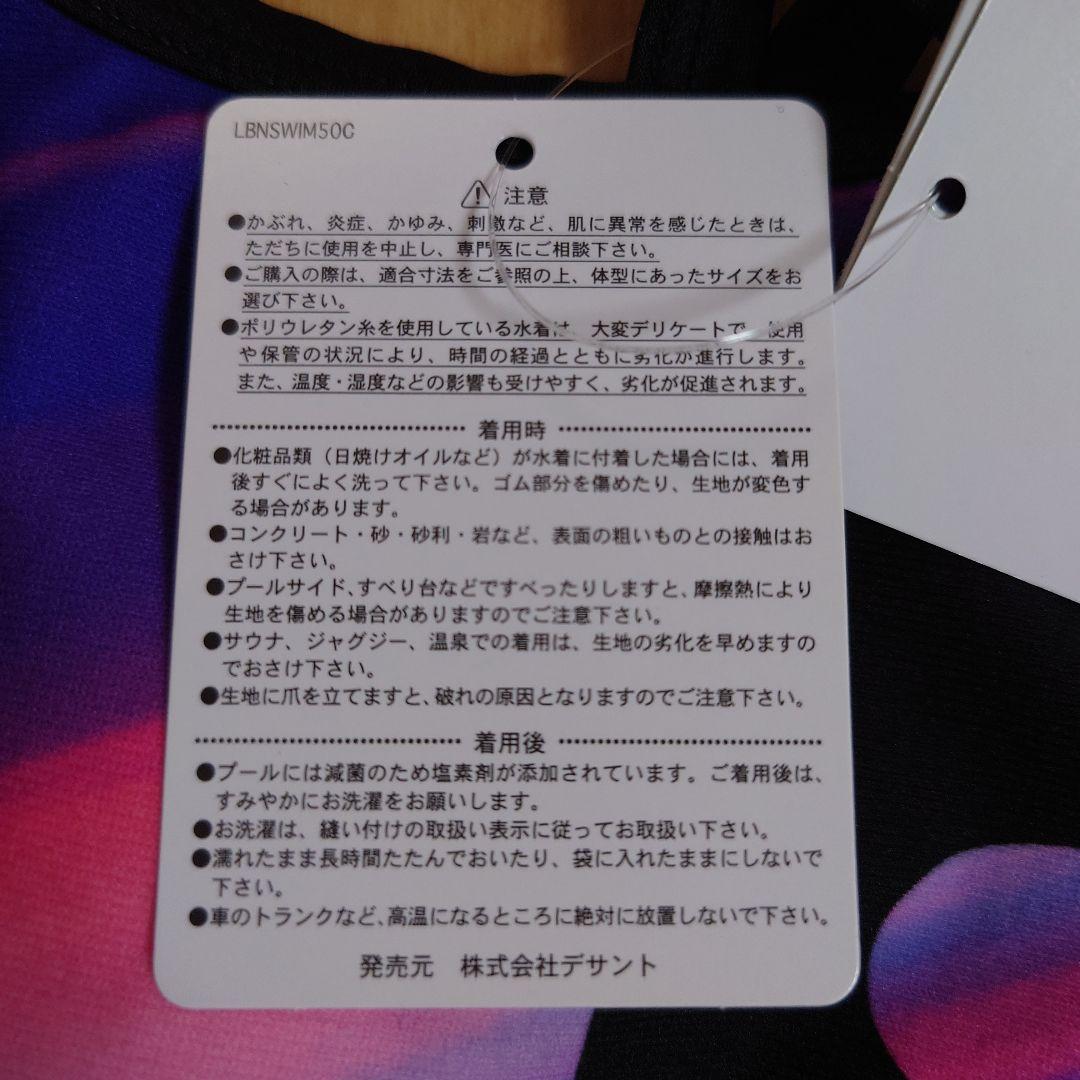 LBNSWIM50C
⚠ 注意
●かぶれ、炎症、かゆみ、刺激など、肌に異常を感じたときは、
ただちに使用を中止し、専門医にご相談下さい。
●ご購入の際は、適合寸法をご参照の上、体型にあったサイズをお
選び下さい。
●ポリウレタン糸を使用している水着は、大変デリケートで、使用
や保管の状況により、時間の経過とともに劣化が進行します。
また、温度・湿度などの影響も受けやすく、劣化が促進されます。
着用時
●化粧品類（日焼けオイルなど）が水着に付着した場合には、着用
後すぐによく洗って下さい。ゴム部分を傷めたり、生地が変色す
る場合があります。
●コンクリート・砂・砂利・岩など、表面の粗いものとの接触はお
さけ下さい。
●プールサイド、すべり台などですべったりしますと、摩擦熱により
生地を傷める場合がありますのでご注意下さい。
●サウナ、ジャグジー、温泉での着用は、生地の劣化を早めますの
でおさけ下さい。
●生地に爪を立てますと、破れの原因となりますのでご注意下さい。
着用後
●プールには滅菌のため塩素剤が添加されています。ご着用後は、
すみやかにお洗濯をお願いします。
●お洗濯は、縫い付けの取扱い表示に従ってお取扱い下さい。
●濡れたまま長時間たたんでおいたり、袋に入れたままにしないで
下さい。
●車のトランクなど、高温になるところに絶対に放置しないで下さい。
発売元　株式会社デサント